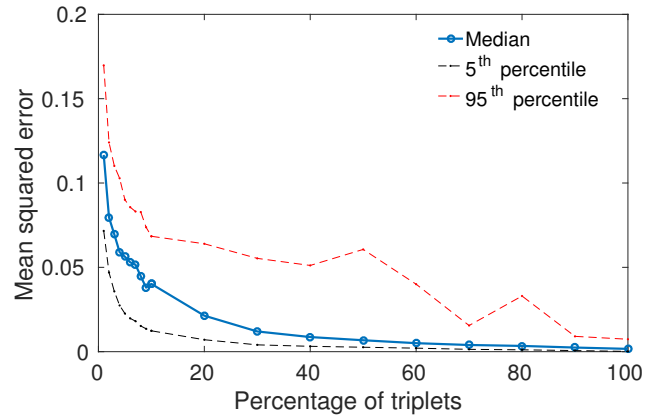 0.2
0.15
0.1
0.05
0
Mean squared error
Median
5th percentile
95th percentile
0 20 40 60 80 100
Percentage of triplets